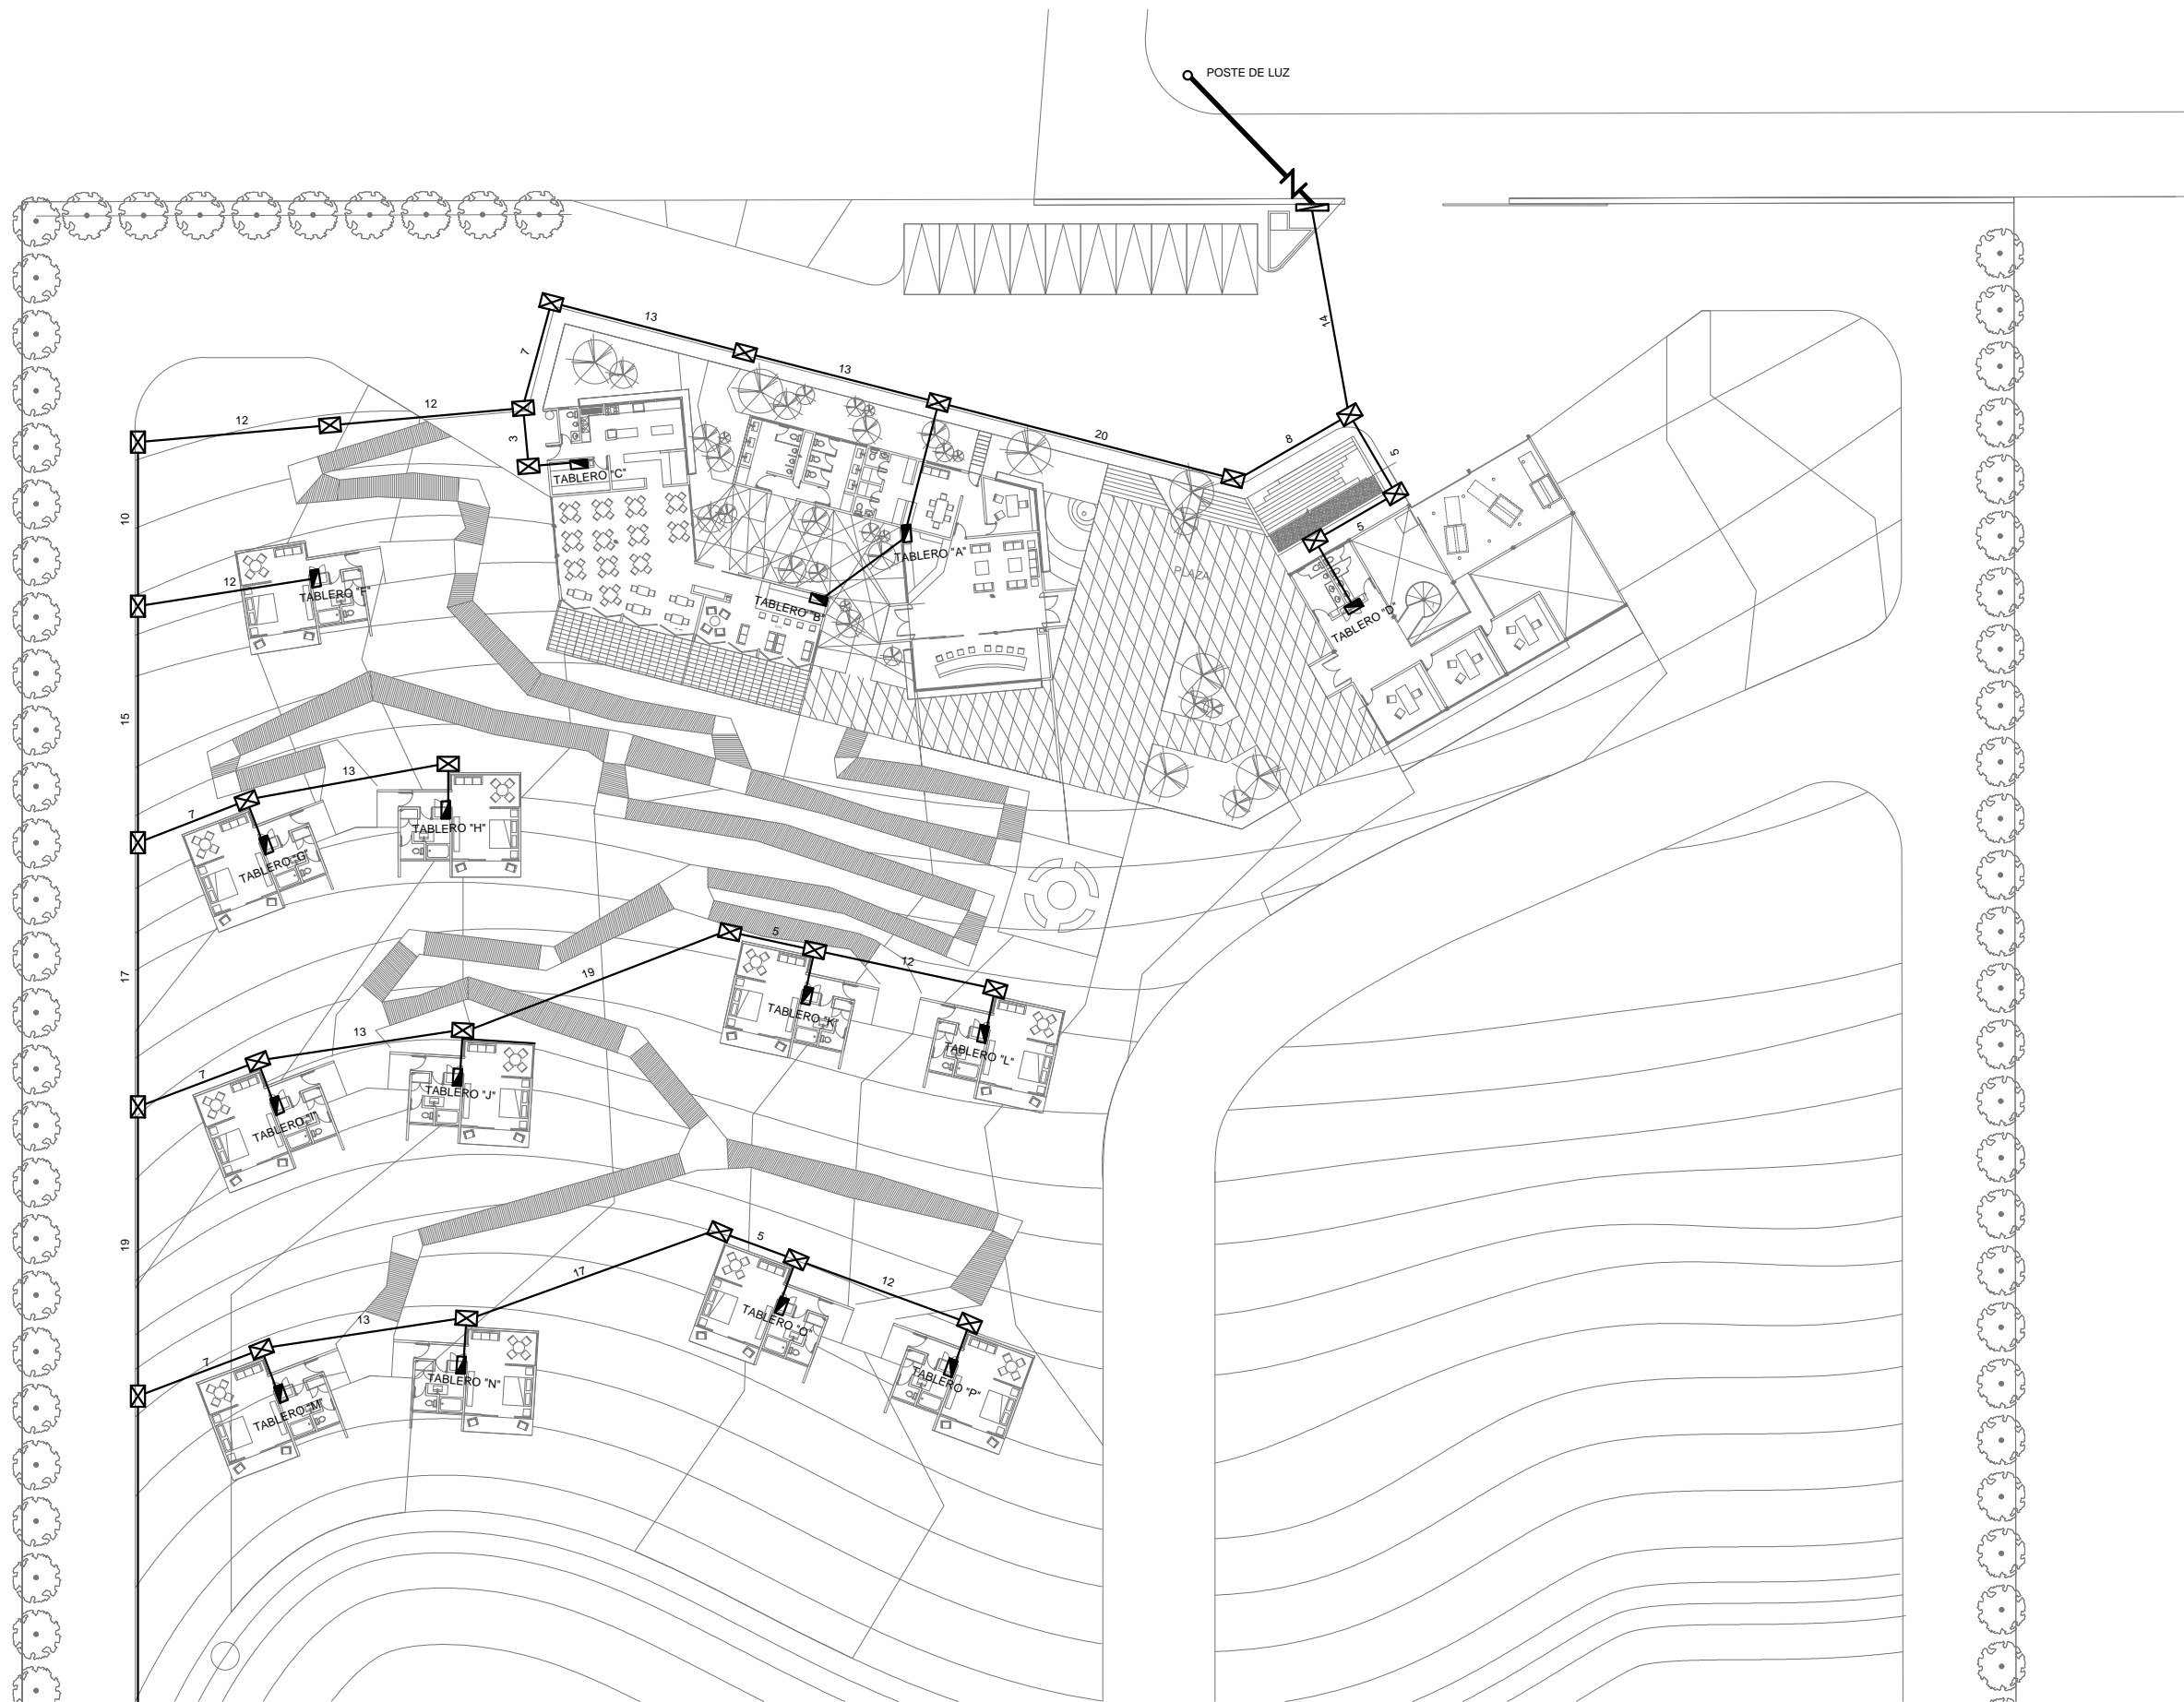 POSTE DE LUZ
14
13
7
13
12
12
20
8
5
3
TABLERO "C"
10
5
TABLERO "A"
PLAZA
12
TABLERO "F"
TABLERO "B"
TABLERO "D"
15
13
7
TABLERO "H"
TABLERO "G"
5
12
19
17
TABLERO "K"
13
TABLERO "L"
7
TABLERO "J"
TABLERO "I"
19
5
17
12
13
TABLERO "O"
7
TABLERO "N"
TABLERO "P"
TABLERO "M"